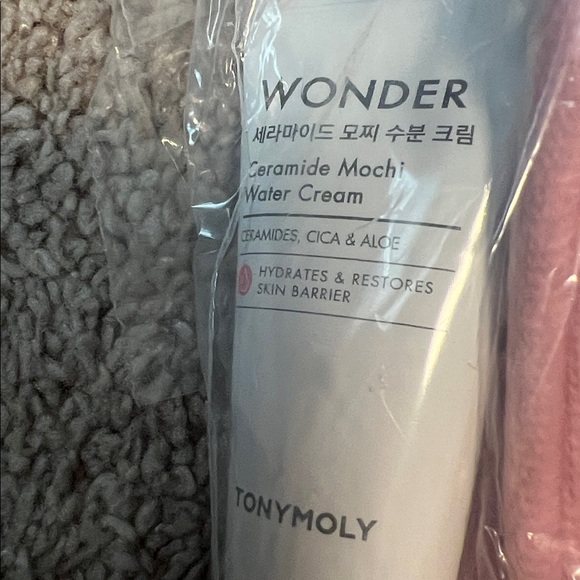 WONDER
세라마이드 모찌 수분 크림
Ceramide Mochi
Water Cream
CERAMIDES, CICA & ALOE
HYDRATES & RESTORES
SKIN BARRIER
TONYMOLY